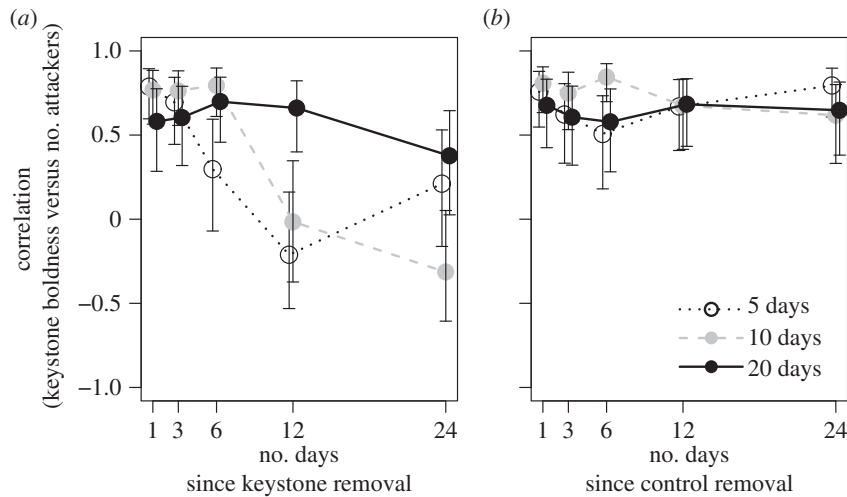 (a)
(b)
correlation
(keystone boldness versus no. attackers)
1.0
0.5
0
−0.5
−1.0
1 3 6 12 24
no. days
since keystone removal
5 days
10 days
20 days
1 3 6 12 24
no. days
since control removal